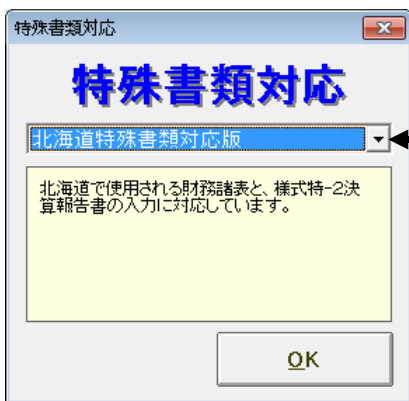 特殊書類対応
特殊書類対応
北海道特殊書類対応版
北海道で使用される財務諸表と、様式特-2決
算報告書の入力に対応しています。
OK